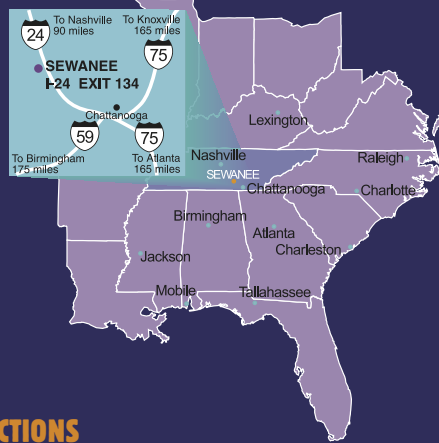 24
To Nashville
90 miles
To Knoxville
165 miles
75
SEWANEE
I-24 EXIT 134
Chattanooga
59
75
To Birmingham
175 miles
To Atlanta
165 miles
Lexington
Nashville
Raleigh
SEWANEE
Chattanooga
Charlotte
Birmingham
Atlanta
Charleston
Jackson
Mobile
Tallahassee
CTIONS